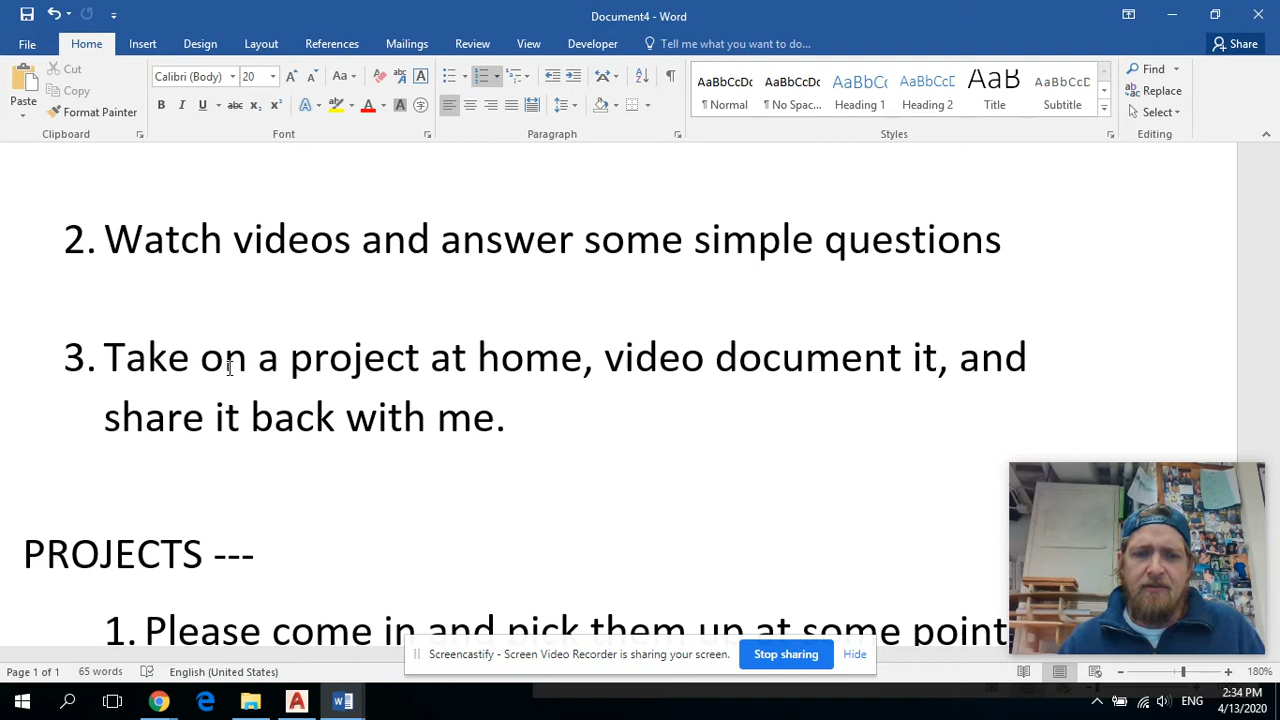 Document4 - Word
File Home Insert Design Layout References Mailings Review View Developer Tell me what you want to do... Share
Paste
Cut
Copy
Format Painter
Clipboard
Calibri (Body) 20
Font
Paragraph
AaBbCcDc AaBbCcDc AaBbCc AaBbCcDc AaB AaBbCcD
¶ Normal ¶ No Spac... Heading 1 Heading 2 Title Subtitle
Styles
Find
Replace
Select
Editing
2. Watch videos and answer some simple questions
3. Take on a project at home, video document it, and
share it back with me.
PROJECTS ---
1. Please come in and pick them up at some point
Screencastify - Screen Video Recorder is sharing your screen. Stop sharing Hide
Page 1 of 1 65 words English (United States) 180%
ENG 2:34 PM
4/13/2020